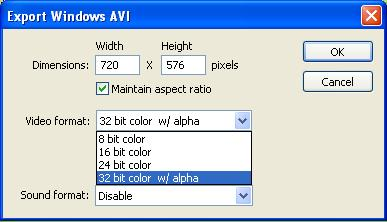 Export Windows AVI
Width Height
Dimensions: 720 X 576 pixels
OK
Cancel
Maintain aspect ratio
Video format: 32 bit color w/ alpha
8 bit color
16 bit color
24 bit color
32 bit color w/ alpha
Sound format: Disable